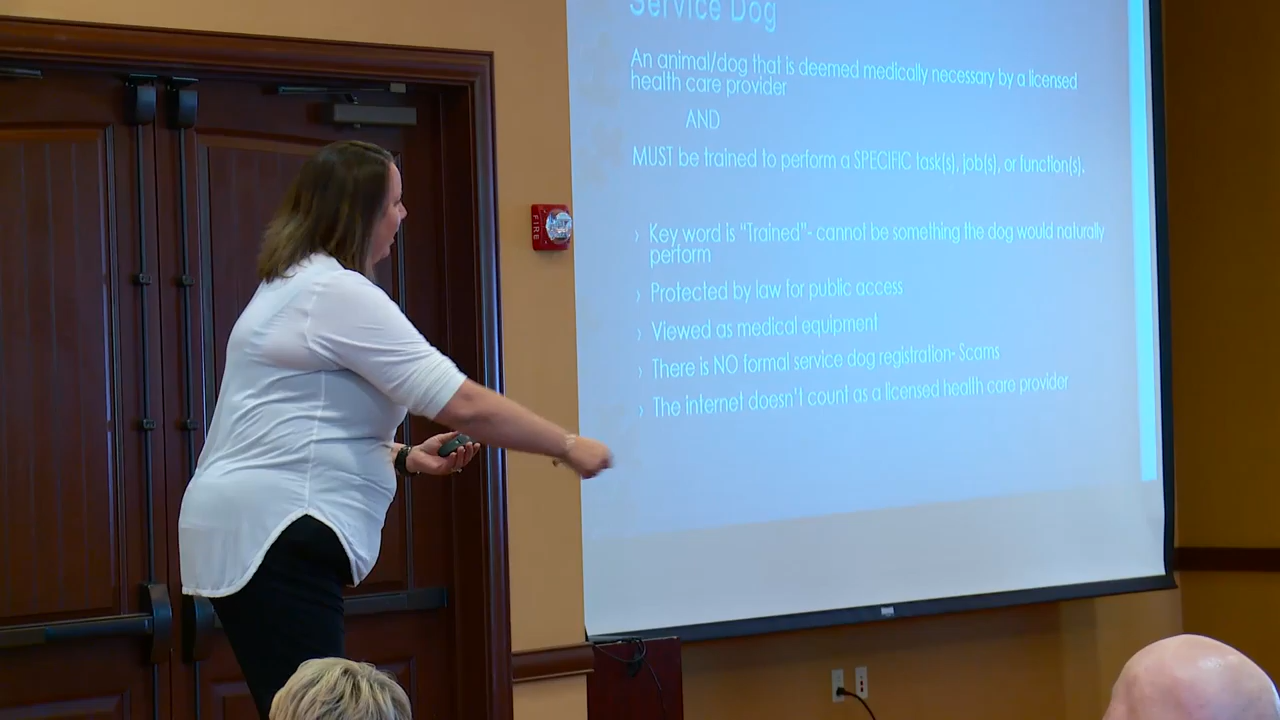 Service Dog
An animal/dog that is deemed medically necessary by a licensed
health care provider
AND
MUST be trained to perform a SPECIFIC task(s), job(s), or function(s).
› Key word is "Trained"- cannot be something the dog would naturally
perform
› Protected by law for public access
› Viewed as medical equipment
› There is NO formal service dog registration- Scams
› The internet doesn't count as a licensed health care provider
FIRE